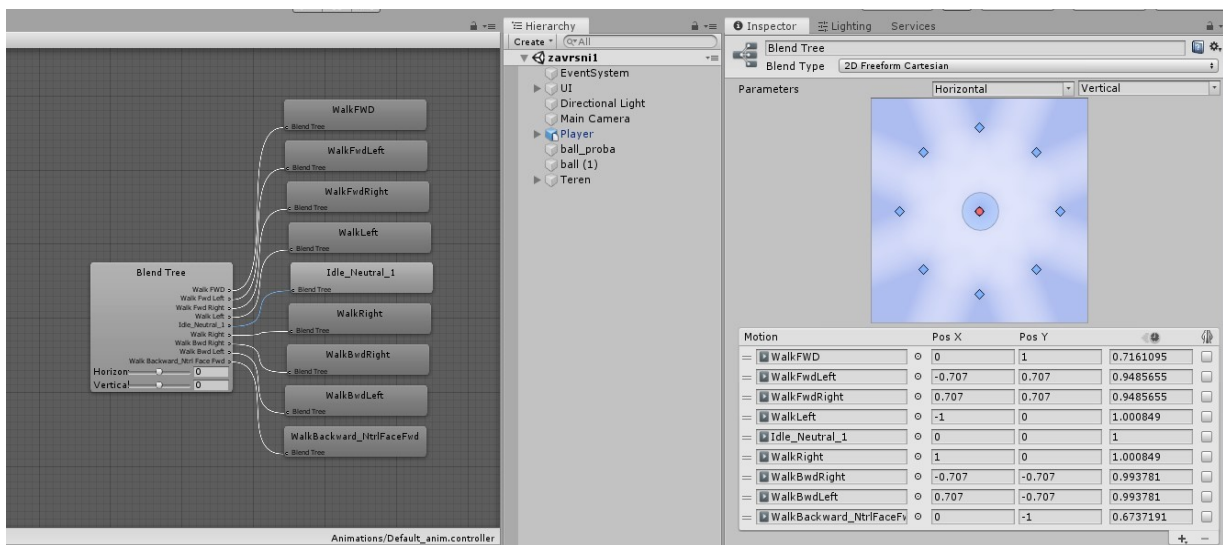 WalkFWD
Blend Tree
WalkFwdLeft
Blend Tree
WalkFwdRight
Blend Tree
WalkLeft
Blend Tree
Idle_Neutral_1
Blend Tree
WalkRight
Blend Tree
WalkBwdRight
Blend Tree
WalkBwdLeft
Blend Tree
WalkBackward_NtrlFaceFwd
Blend Tree
Blend Tree
Walk FWD
Walk Fwd Left
Walk Fwd Right
Walk Left
Idle_Neutral_1
Walk Right
Walk Bwd Right
Walk Bwd Left
Walk Backward_Ntrl Face Fwd
Horizon 0
Vertical 0
Animations/Default_anim.controller
Hierarchy
Create All
zavrsni1
EventSystem
UI
Directional Light
Main Camera
Player
ball_proba
ball (1)
Teren
Inspector Lighting Services
Blend Tree
Blend Type 2D Freeform Cartesian
Parameters Horizontal Vertical
Motion Pos X Pos Y
WalkFWD 0 1 0.7161095
WalkFwdLeft -0.707 0.707 0.9485655
WalkFwdRight 0.707 0.707 0.9485655
WalkLeft -1 0 1.000849
Idle_Neutral_1 0 0 1
WalkRight 1 0 1.000849
WalkBwdRight -0.707 -0.707 0.993781
WalkBwdLeft 0.707 -0.707 0.993781
WalkBackward_NtrlFaceFw 0 -1 0.6737191